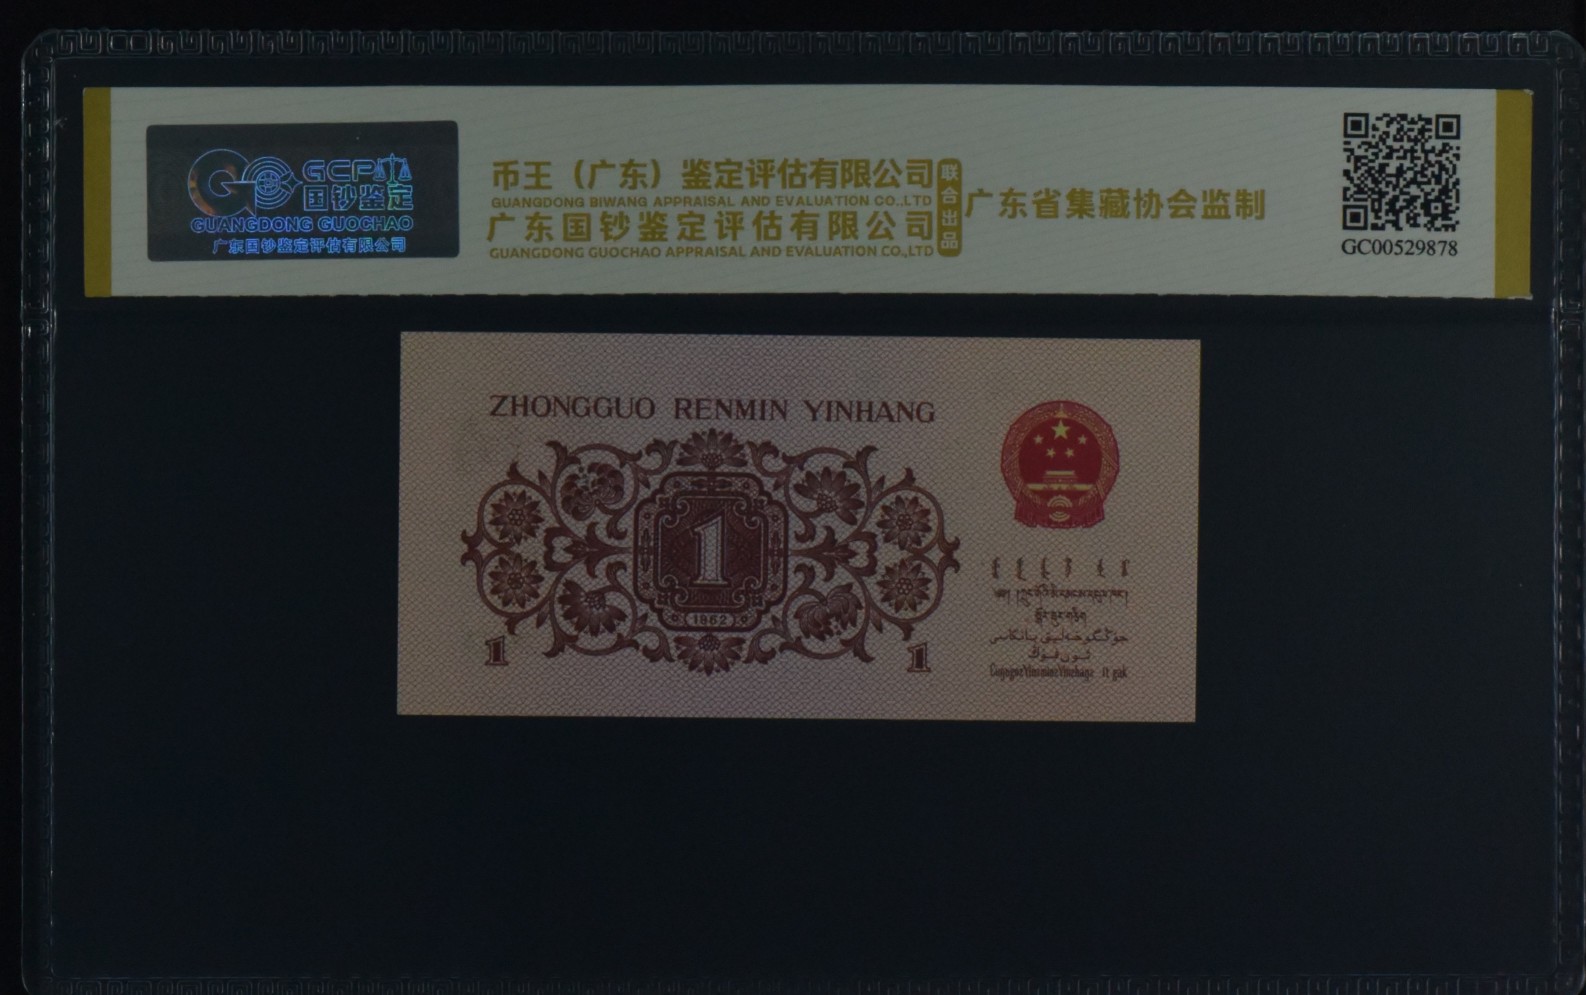 GCP
国钞鉴定
GUANGDONG GUOCHAO
广东国钞鉴定评估有限公司
币王（广东）鉴定评估有限公司
GUANGDONG BIWANG APPRAISAL AND EVALUATION CO.,LTD
广东国钞鉴定评估有限公司
GUANGDONG GUOCHAO APPRAISAL AND EVALUATION CO.,LTD
联合出品
广东省集藏协会监制
GC00529878
ZHONGGUO RENMIN YINHANG
1
1962
1
1